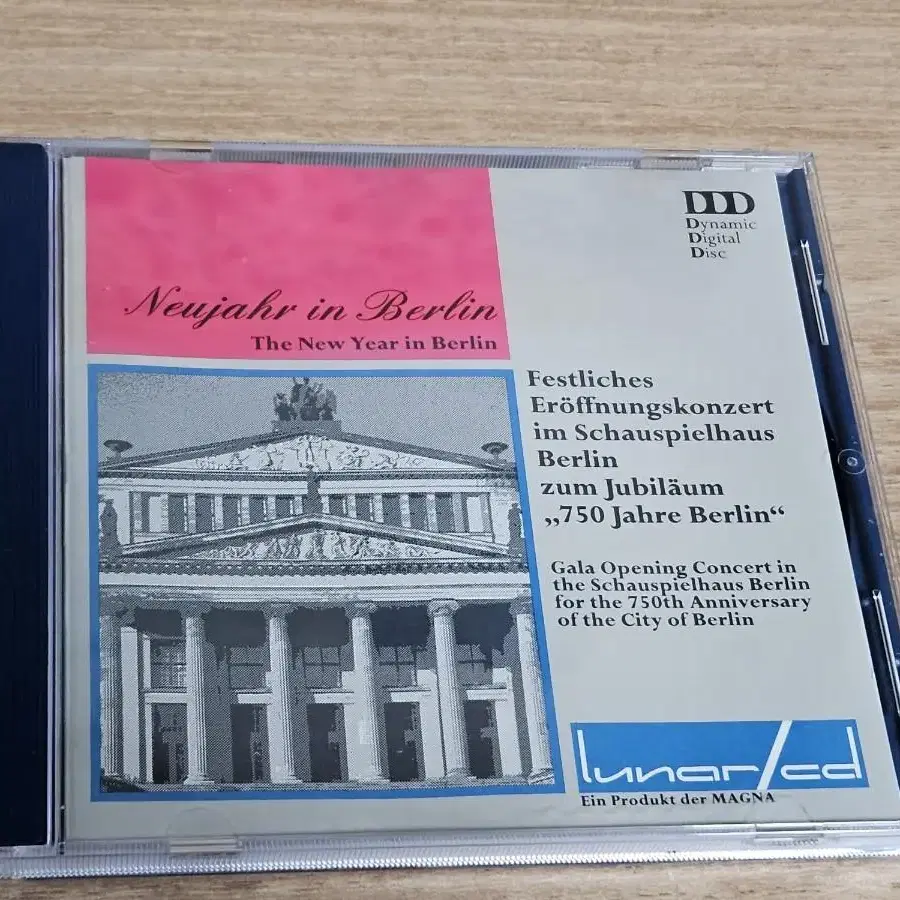 DDD
Dynamic
Digital
Disc
Neujahr in Berlin
The New Year in Berlin
Festliches
Eröffnungskonzert
im Schauspielhaus
Berlin
zum Jubiläum
„750 Jahre Berlin“
Gala Opening Concert in
the Schauspielhaus Berlin
for the 750th Anniversary
of the City of Berlin
lunar/cd
Ein Produkt der MAGNA